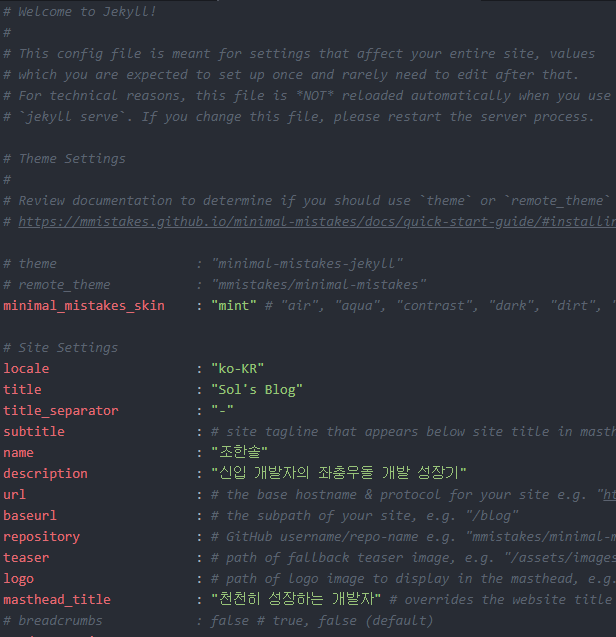 # Welcome to Jekyll!
#
# This config file is meant for settings that affect your entire site, values
# which you are expected to set up once and rarely need to edit after that.
# For technical reasons, this file is *NOT* reloaded automatically when you use
# `jekyll serve`. If you change this file, please restart the server process.
# Theme Settings
#
# Review documentation to determine if you should use `theme` or `remote_theme`
# https://mmistakes.github.io/minimal-mistakes/docs/quick-start-guide/#installin
# theme : "minimal-mistakes-jekyll"
# remote_theme : "mmistakes/minimal-mistakes"
minimal_mistakes_skin : "mint" # "air", "aqua", "contrast", "dark", "dirt", "
# Site Settings
locale : "ko-KR"
title : "Sol's Blog"
title_separator : "-"
subtitle : # site tagline that appears below site title in masth
name : "조한솔"
description : "신입 개발자의 좌충우돌 개발 성장기"
url : # the base hostname & protocol for your site e.g. "ht
baseurl : # the subpath of your site, e.g. "/blog"
repository : # GitHub username/repo-name e.g. "mmistakes/minimal-m
teaser : # path of fallback teaser image, e.g. "/assets/images
logo : # path of logo image to display in the masthead, e.g.
masthead_title : "천천히 성장하는 개발자" # overrides the website title
# breadcrumbs : false # true, false (default)